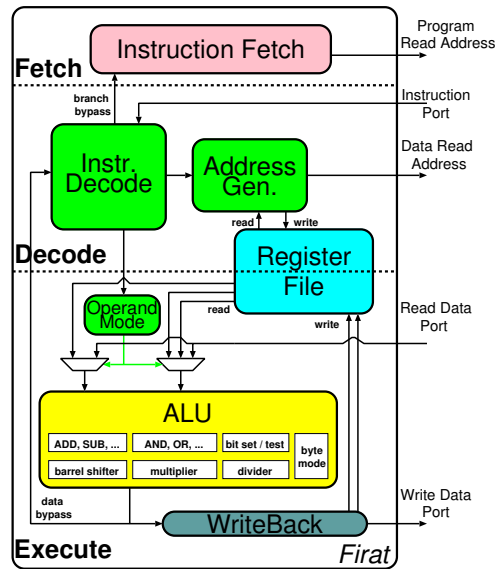 Program
Read Address
Instruction Fetch
Fetch
branch
bypass
Instruction
Port
Instr.
Decode
Address
Gen.
Data Read
Address
read
write
Decode
Register
File
Operand
Mode
read
write
Read Data
Port
ALU
ADD, SUB, ...
AND, OR, ...
bit set / test
byte
mode
barrel shifter
multiplier
divider
data
bypass
WriteBack
Write Data
Port
Execute
Firat